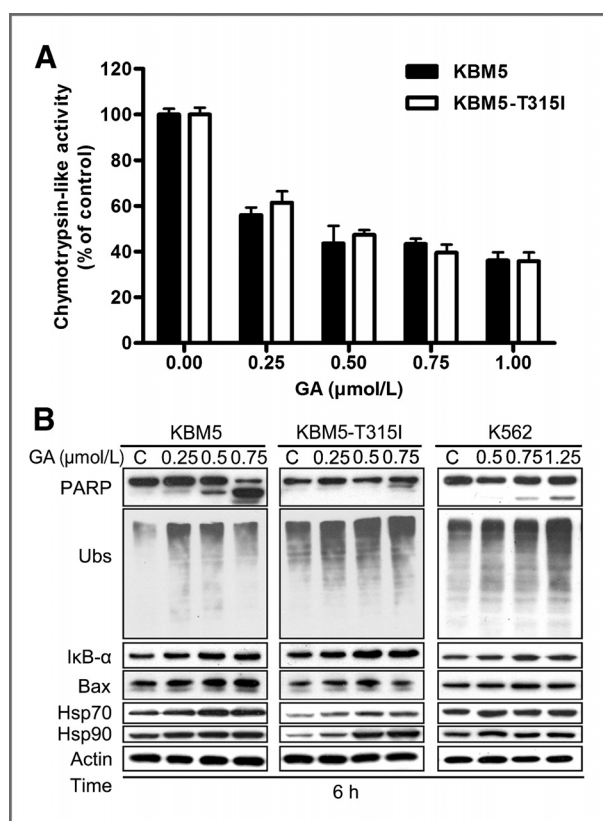 A
120
100
80
60
40
20
0
Chymotrypsin-like activity
(% of control)
KBM5
KBM5-T315I
0.00 0.25 0.50 0.75 1.00
GA (µmol/L)
B
KBM5 KBM5-T315I K562
GA (µmol/L) C 0.25 0.5 0.75 C 0.25 0.5 0.75 C 0.5 0.75 1.25
PARP
Ubs
IκB-α
Bax
Hsp70
Hsp90
Actin
Time 6 h